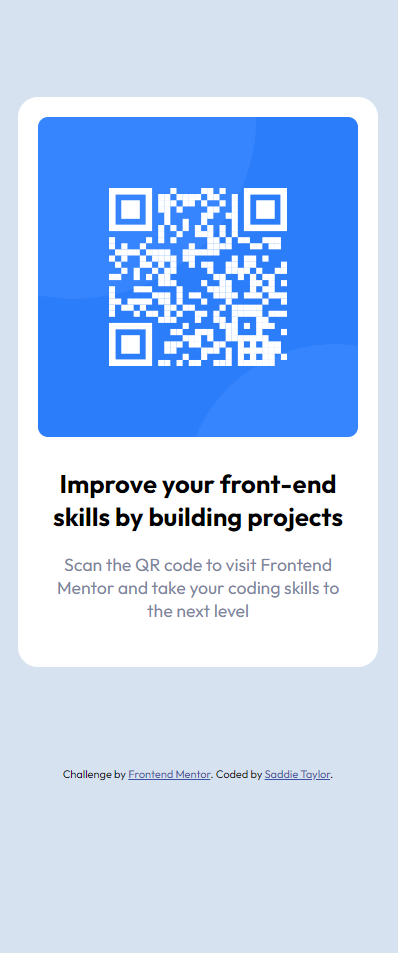 Improve your front-end
skills by building projects
Scan the QR code to visit Frontend
Mentor and take your coding skills to
the next level
Challenge by Frontend Mentor. Coded by Saddie Taylor.